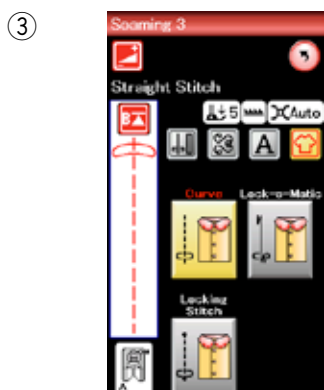 ③
Seaming 3
Straight Stitch
5 Auto
B
A
Curve Lock-a-Matic
Locking
Stitch
A